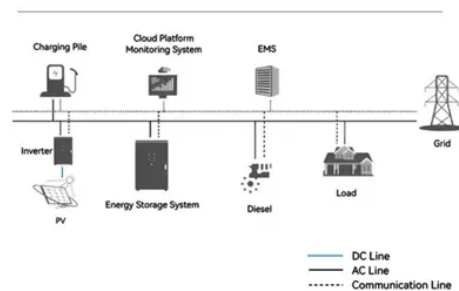 Charging Pile
Cloud Platform
Monitoring System
EMS
Grid
Inverter
PV
Energy Storage System
Diesel
Load
DC Line
AC Line
Communication Line